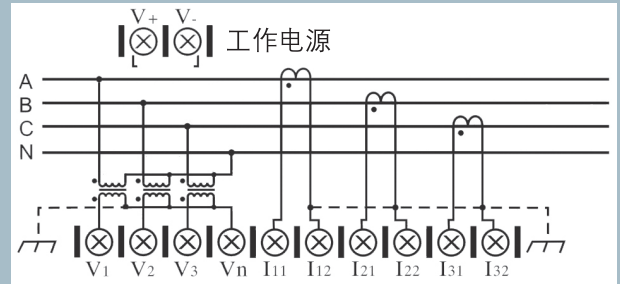 V+ V-
工作电源
A
B
C
N
V1 V2 V3 Vn I11 I12 I21 I22 I31 I32